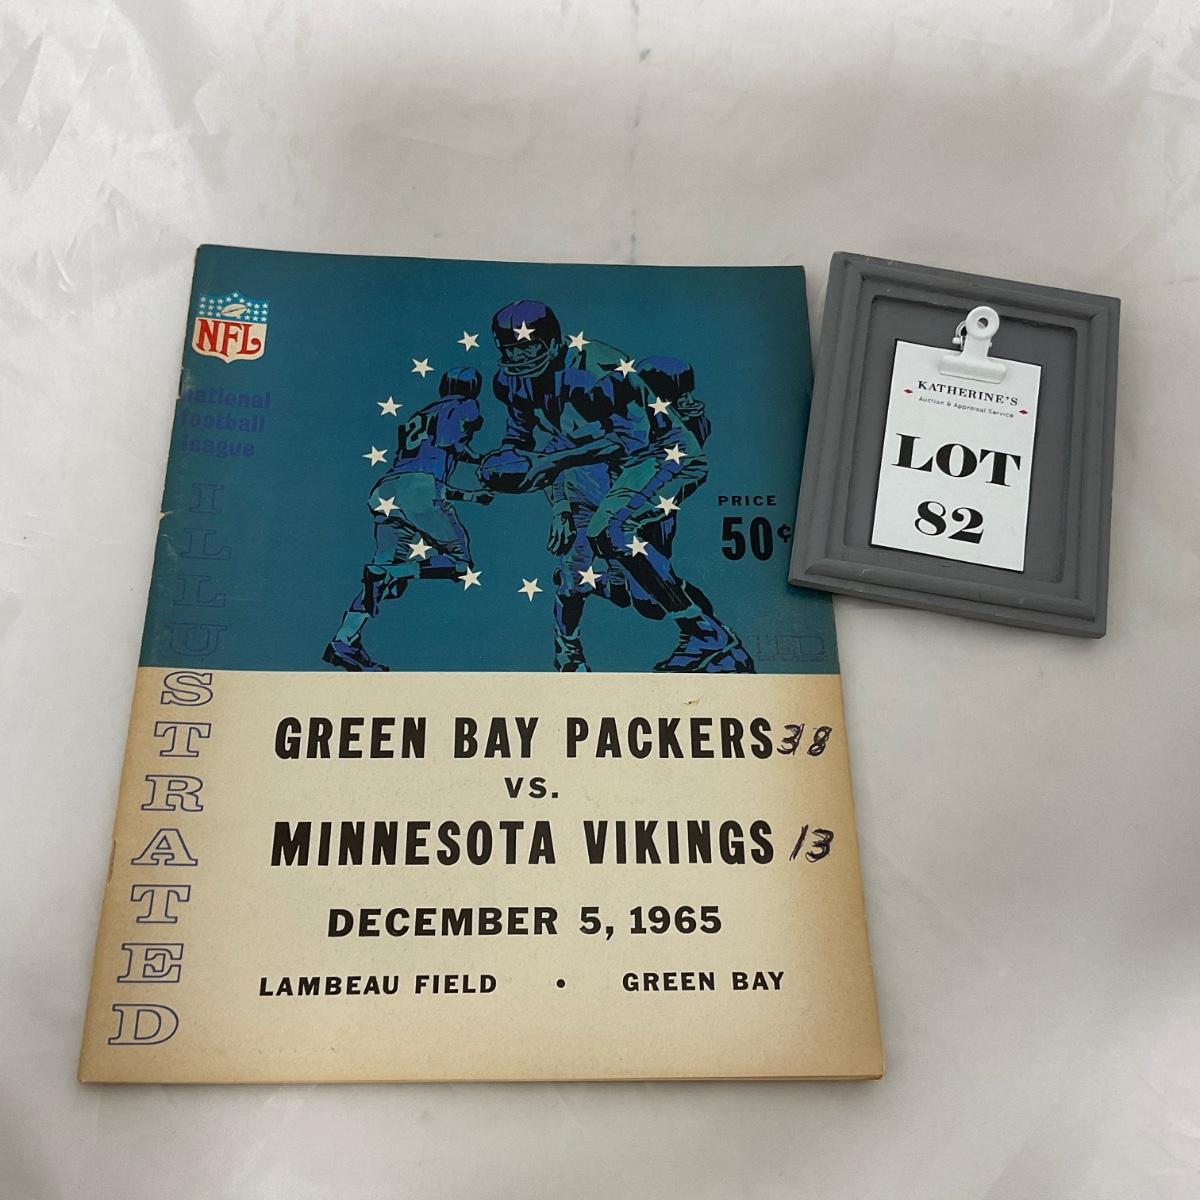 NFL
national
football
league
ILLUSTRATED
PRICE
50¢
GREEN BAY PACKERS 38
VS.
MINNESOTA VIKINGS 13
DECEMBER 5, 1965
LAMBEAU FIELD • GREEN BAY
KATHERINE'S
Auction & Appraisal Service
LOT
82